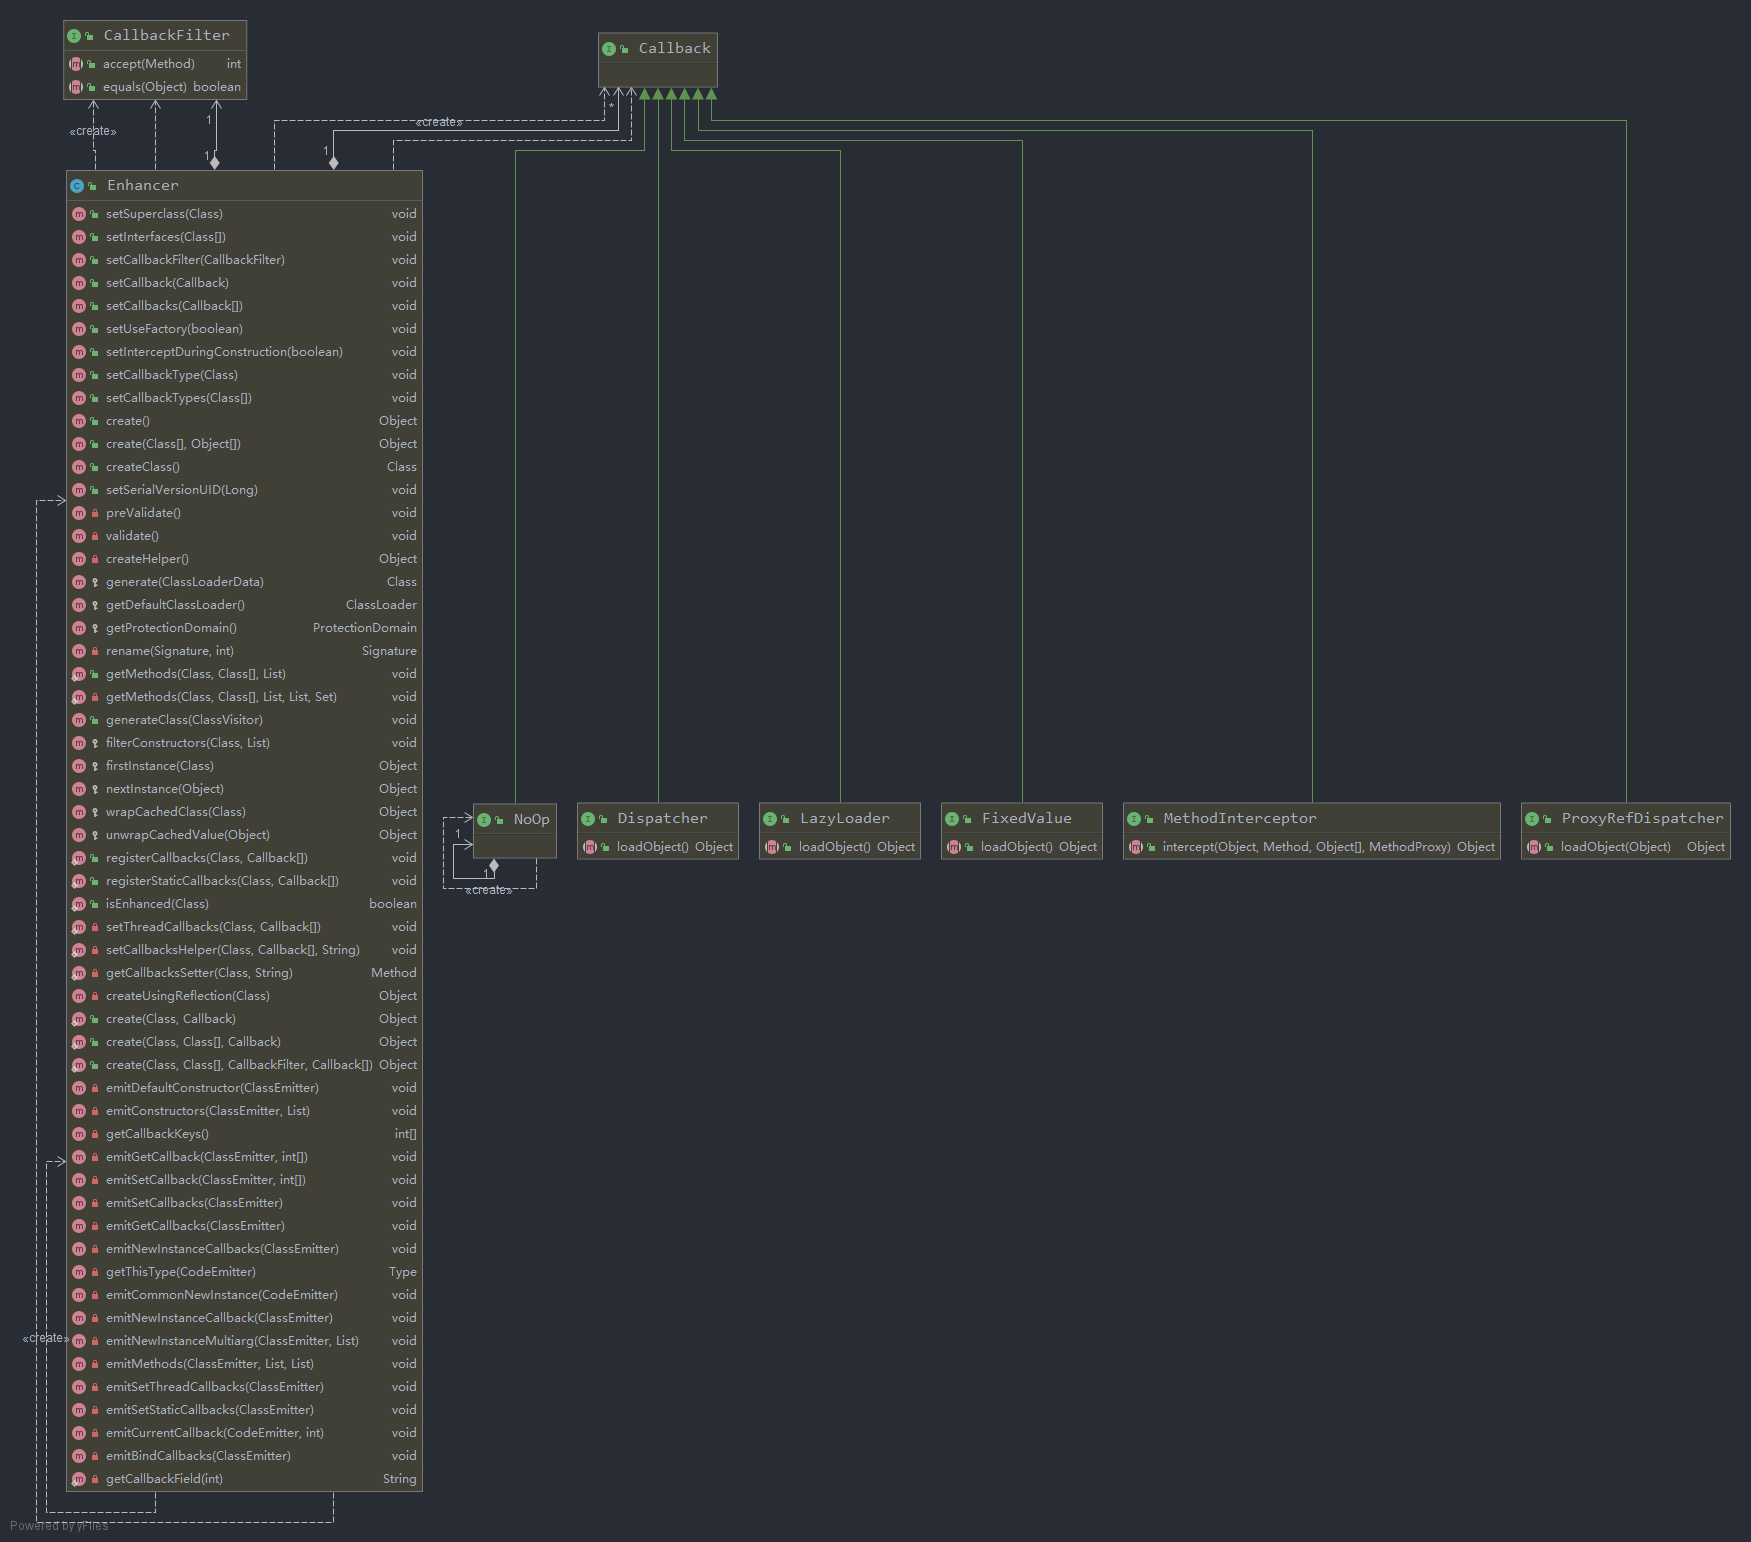 CallbackFilter
accept(Method) int
equals(Object) boolean
Callback
«create»
«create»
*
1
1
1
Enhancer
setSuperclass(Class) void
setInterfaces(Class[]) void
setCallbackFilter(CallbackFilter) void
setCallback(Callback) void
setCallbacks(Callback[]) void
setUseFactory(boolean) void
setInterceptDuringConstruction(boolean) void
setCallbackType(Class) void
setCallbackTypes(Class[]) void
create() Object
create(Class[], Object[]) Object
createClass() Class
setSerialVersionUID(Long) void
preValidate() void
validate() void
createHelper() Object
generate(ClassLoaderData) Class
getDefaultClassLoader() ClassLoader
getProtectionDomain() ProtectionDomain
rename(Signature, int) Signature
getMethods(Class, Class[], List) void
getMethods(Class, Class[], List, List, Set) void
generateClass(ClassVisitor) void
filterConstructors(Class, List) void
firstInstance(Class) Object
nextInstance(Object) Object
wrapCachedClass(Class) Object
unwrapCachedValue(Object) Object
registerCallbacks(Class, Callback[]) void
registerStaticCallbacks(Class, Callback[]) void
isEnhanced(Class) boolean
setThreadCallbacks(Class, Callback[]) void
setCallbacksHelper(Class, Callback[], String) void
getCallbacksSetter(Class, String) Method
createUsingReflection(Class) Object
create(Class, Callback) Object
create(Class, Class[], Callback) Object
create(Class, Class[], CallbackFilter, Callback[]) Object
emitDefaultConstructor(ClassEmitter) void
emitConstructors(ClassEmitter, List) void
getCallbackKeys() int[]
emitGetCallback(ClassEmitter, int[]) void
emitSetCallback(ClassEmitter, int[]) void
emitSetCallbacks(ClassEmitter) void
emitGetCallbacks(ClassEmitter) void
emitNewInstanceCallbacks(ClassEmitter) void
getThisType(CodeEmitter) Type
emitCommonNewInstance(CodeEmitter) void
emitNewInstanceCallback(ClassEmitter) void
emitNewInstanceMultiarg(ClassEmitter, List) void
emitMethods(ClassEmitter, List, List) void
emitSetThreadCallbacks(ClassEmitter) void
emitSetStaticCallbacks(ClassEmitter) void
emitCurrentCallback(CodeEmitter, int) void
emitBindCallbacks(ClassEmitter) void
getCallbackField(int) String
«create»
NoOp
1
1
«create»
Dispatcher
loadObject() Object
LazyLoader
loadObject() Object
FixedValue
loadObject() Object
MethodInterceptor
intercept(Object, Method, Object[], MethodProxy) Object
ProxyRefDispatcher
loadObject(Object) Object
Powered by yFiles